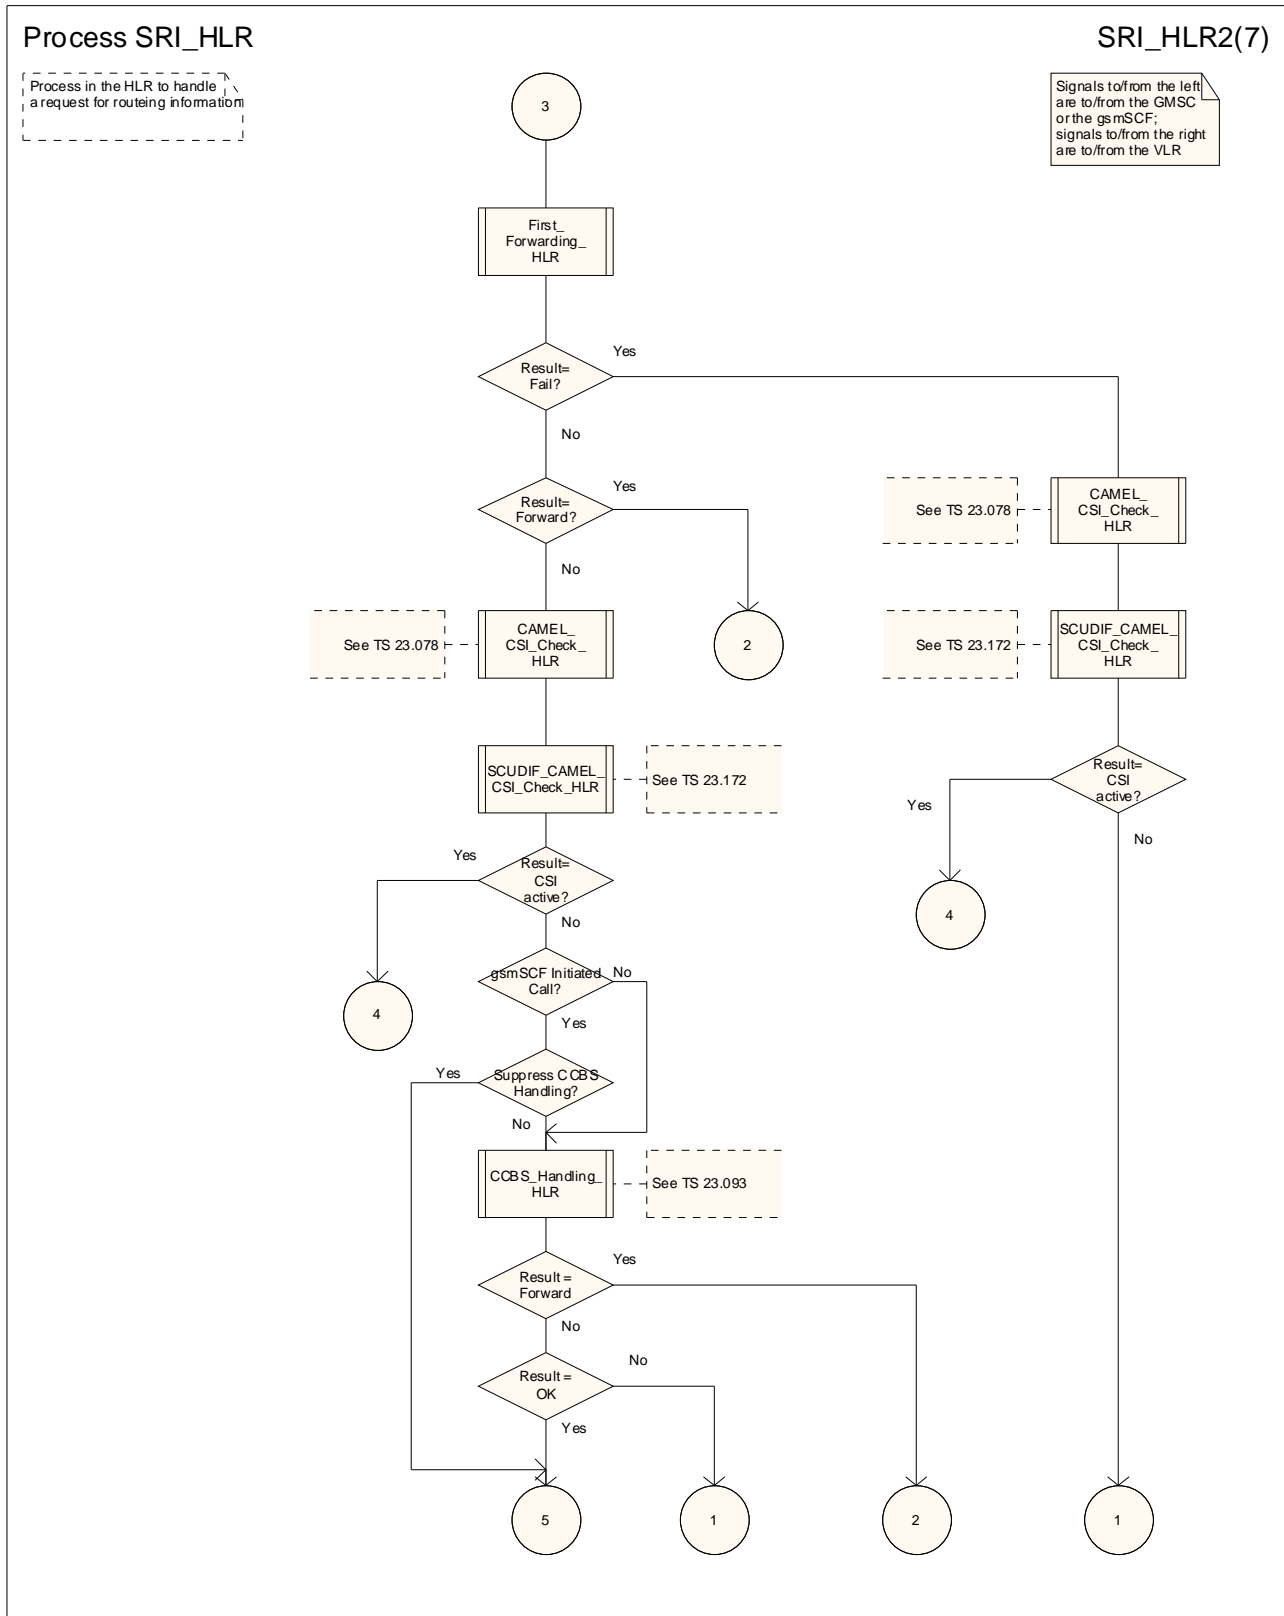 Process SRI_HLR
SRI_HLR2(7)
Process in the HLR to handle
a request for routeing information
Signals to/from the left
are to/from the GMSC
or the gsmSCF;
signals to/from the right
are to/from the VLR
3
First_
Forwarding_
HLR
Result=
Fail?
Yes
No
Result=
Forward?
Yes
No
2
See TS 23.078
CAMEL_
CSI_Check_
HLR
See TS 23.078
CAMEL_
CSI_Check_
HLR
See TS 23.172
SCUDIF_CAMEL_
CSI_Check_
HLR
SCUDIF_CAMEL_
CSI_Check_HLR
See TS 23.172
Result=
CSI
active?
Yes
No
4
Result=
CSI
active?
Yes
No
4
gsmSCF Initiated
Call?
No
Yes
Suppress CCBS
Handling?
Yes
No
CCBS_Handling_
HLR
See TS 23.093
Result=
Forward
Yes
No
Result=
OK
No
Yes
5
1
2
1